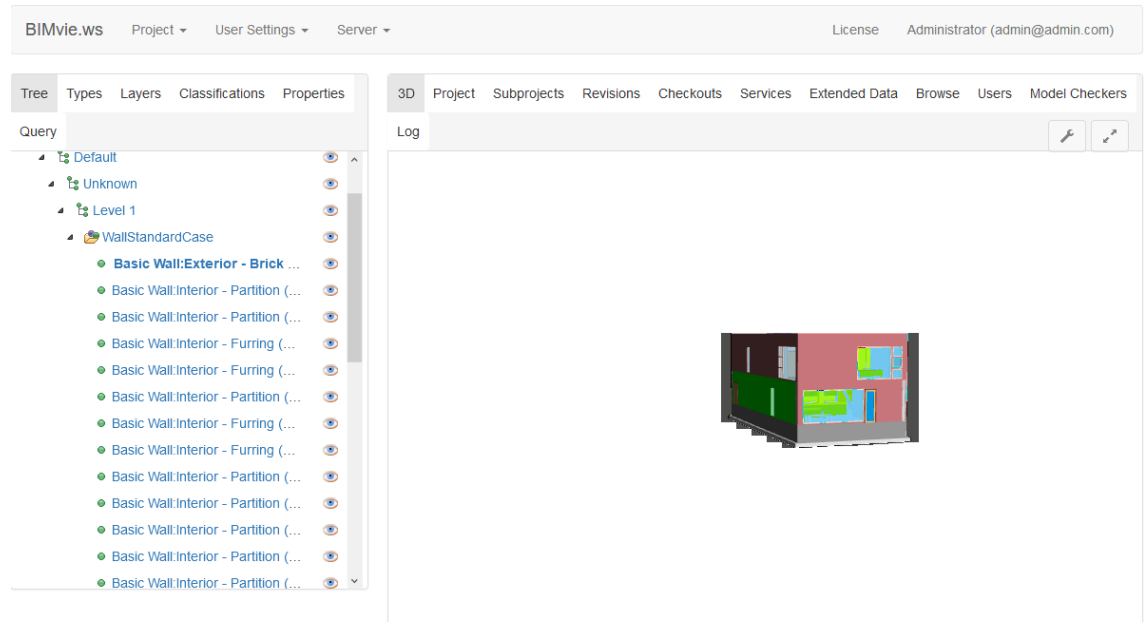 BIMvie.ws Project User Settings Server License Administrator (admin@admin.com)
Tree Types Layers Classifications Properties
Query
3D Project Subprojects Revisions Checkouts Services Extended Data Browse Users Model Checkers
Log
Default
Unknown
Level 1
WallStandardCase
Basic Wall:Exterior - Brick ...
Basic Wall:Interior - Partition (...
Basic Wall:Interior - Partition (...
Basic Wall:Interior - Furring (...
Basic Wall:Interior - Furring (...
Basic Wall:Interior - Partition (...
Basic Wall:Interior - Furring (...
Basic Wall:Interior - Furring (...
Basic Wall:Interior - Partition (...
Basic Wall:Interior - Partition (...
Basic Wall:Interior - Partition (...
Basic Wall:Interior - Partition (...
Basic Wall:Interior - Partition (...